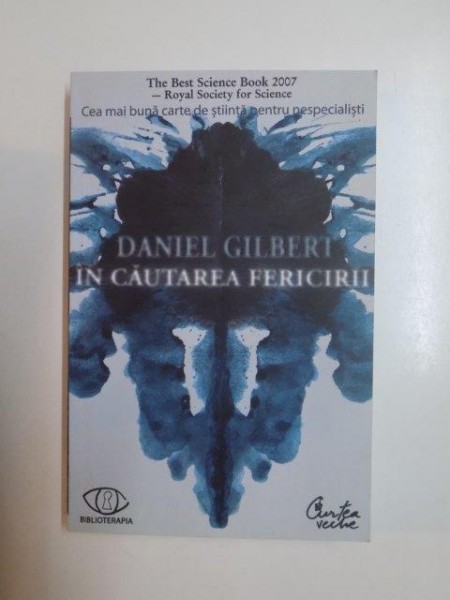 The Best Science Book 2007
– Royal Society for Science
Cea mai bună carte de știință pentru nespecialiști
DANIEL GILBERT
ÎN CĂUTAREA FERICIRII
BIBLIOTERAPIA
Curtea
veche